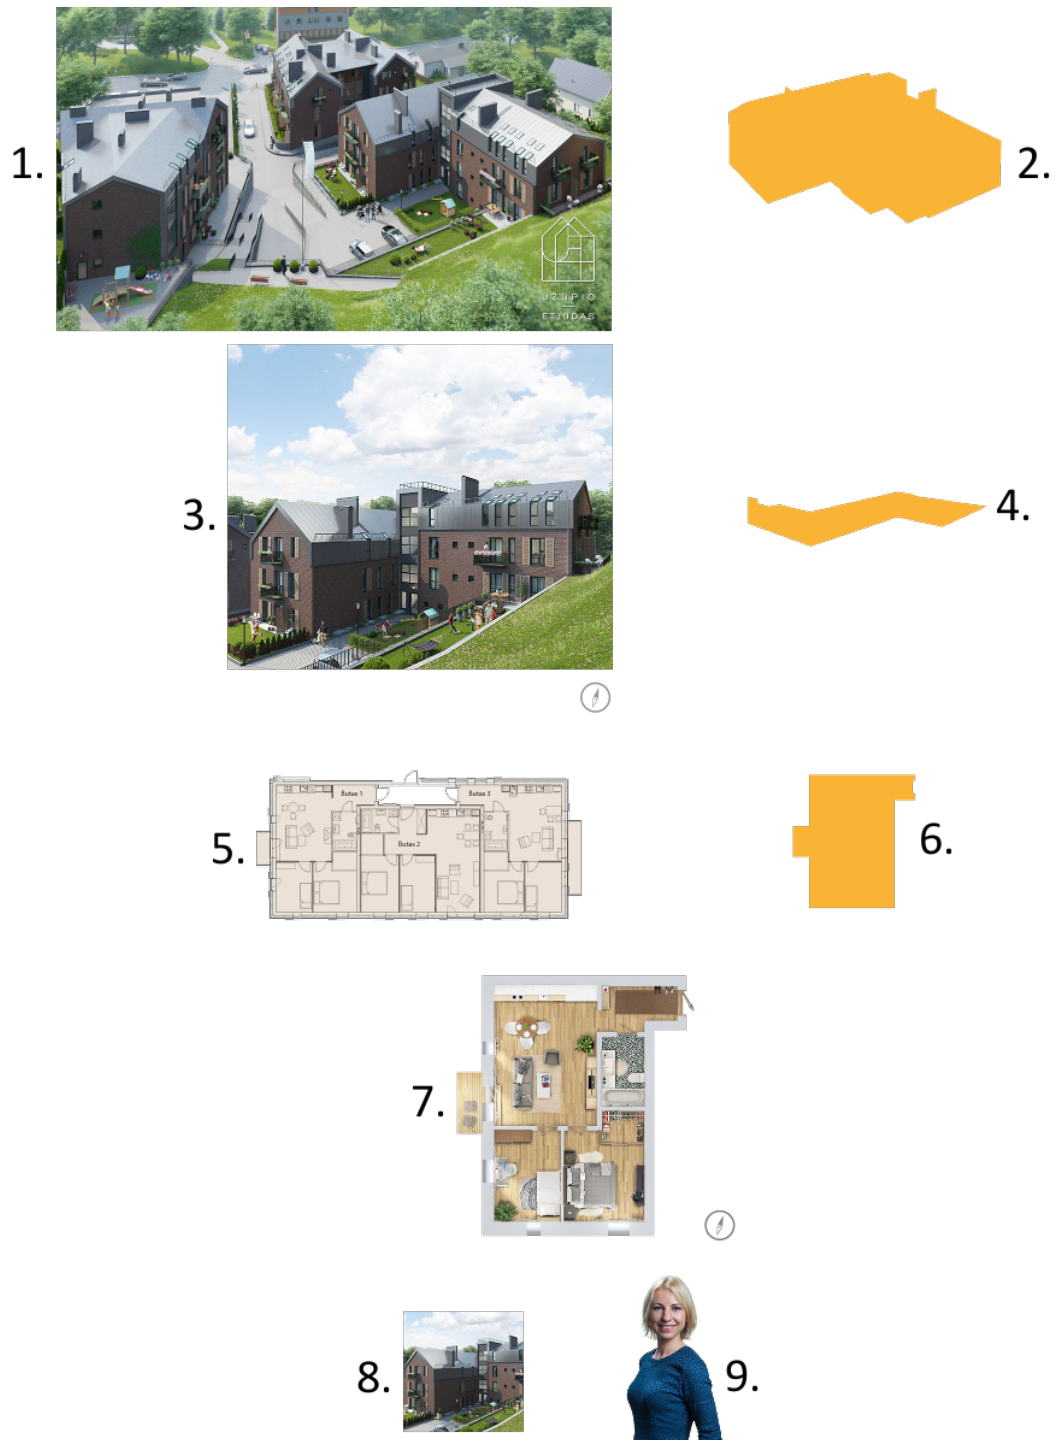 1.
2.
UŽUPIO
ETIUDAS
3.
4.
Butas 1
Butas 3
5.
Butas 2
6.
7.
8.
9.